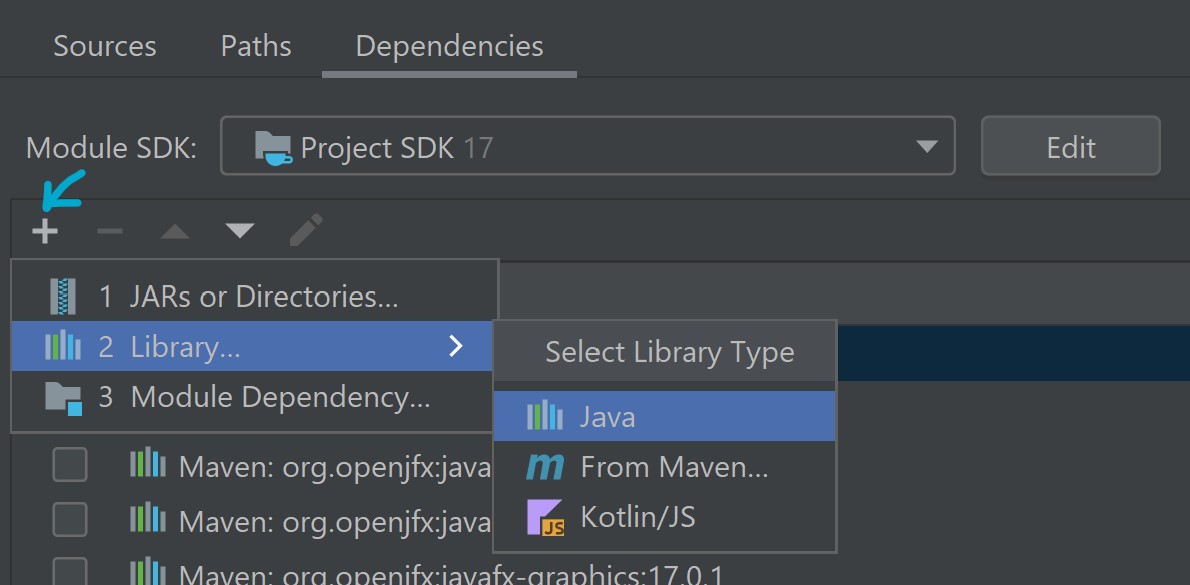 Sources Paths Dependencies
Module SDK: Project SDK 17 Edit
1 JARs or Directories...
2 Library...
3 Module Dependency...
Select Library Type
Java
From Maven...
Kotlin/JS
Maven: org.openjfx:java
Maven: org.openjfx:java
Maven: org.openjfx:javafx-graphics:17.0.1